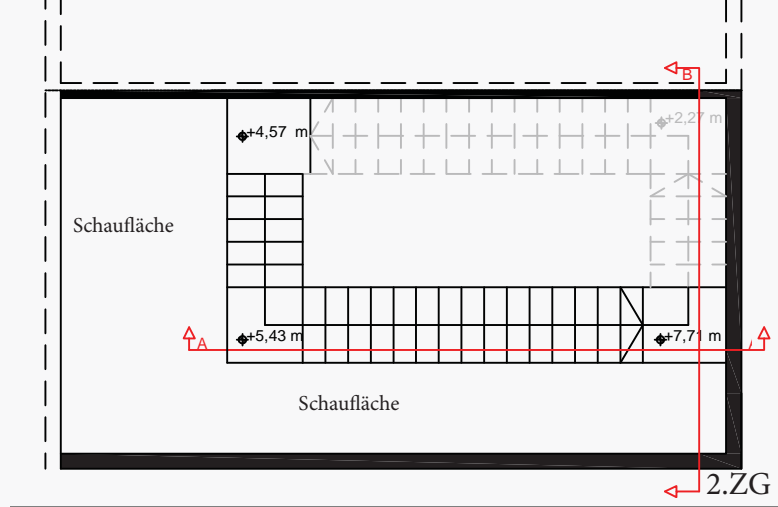 B
+4,57 m
+2,27 m
Schaufläche
A
+5,43 m
+7,71 m
Schaufläche
2.ZG